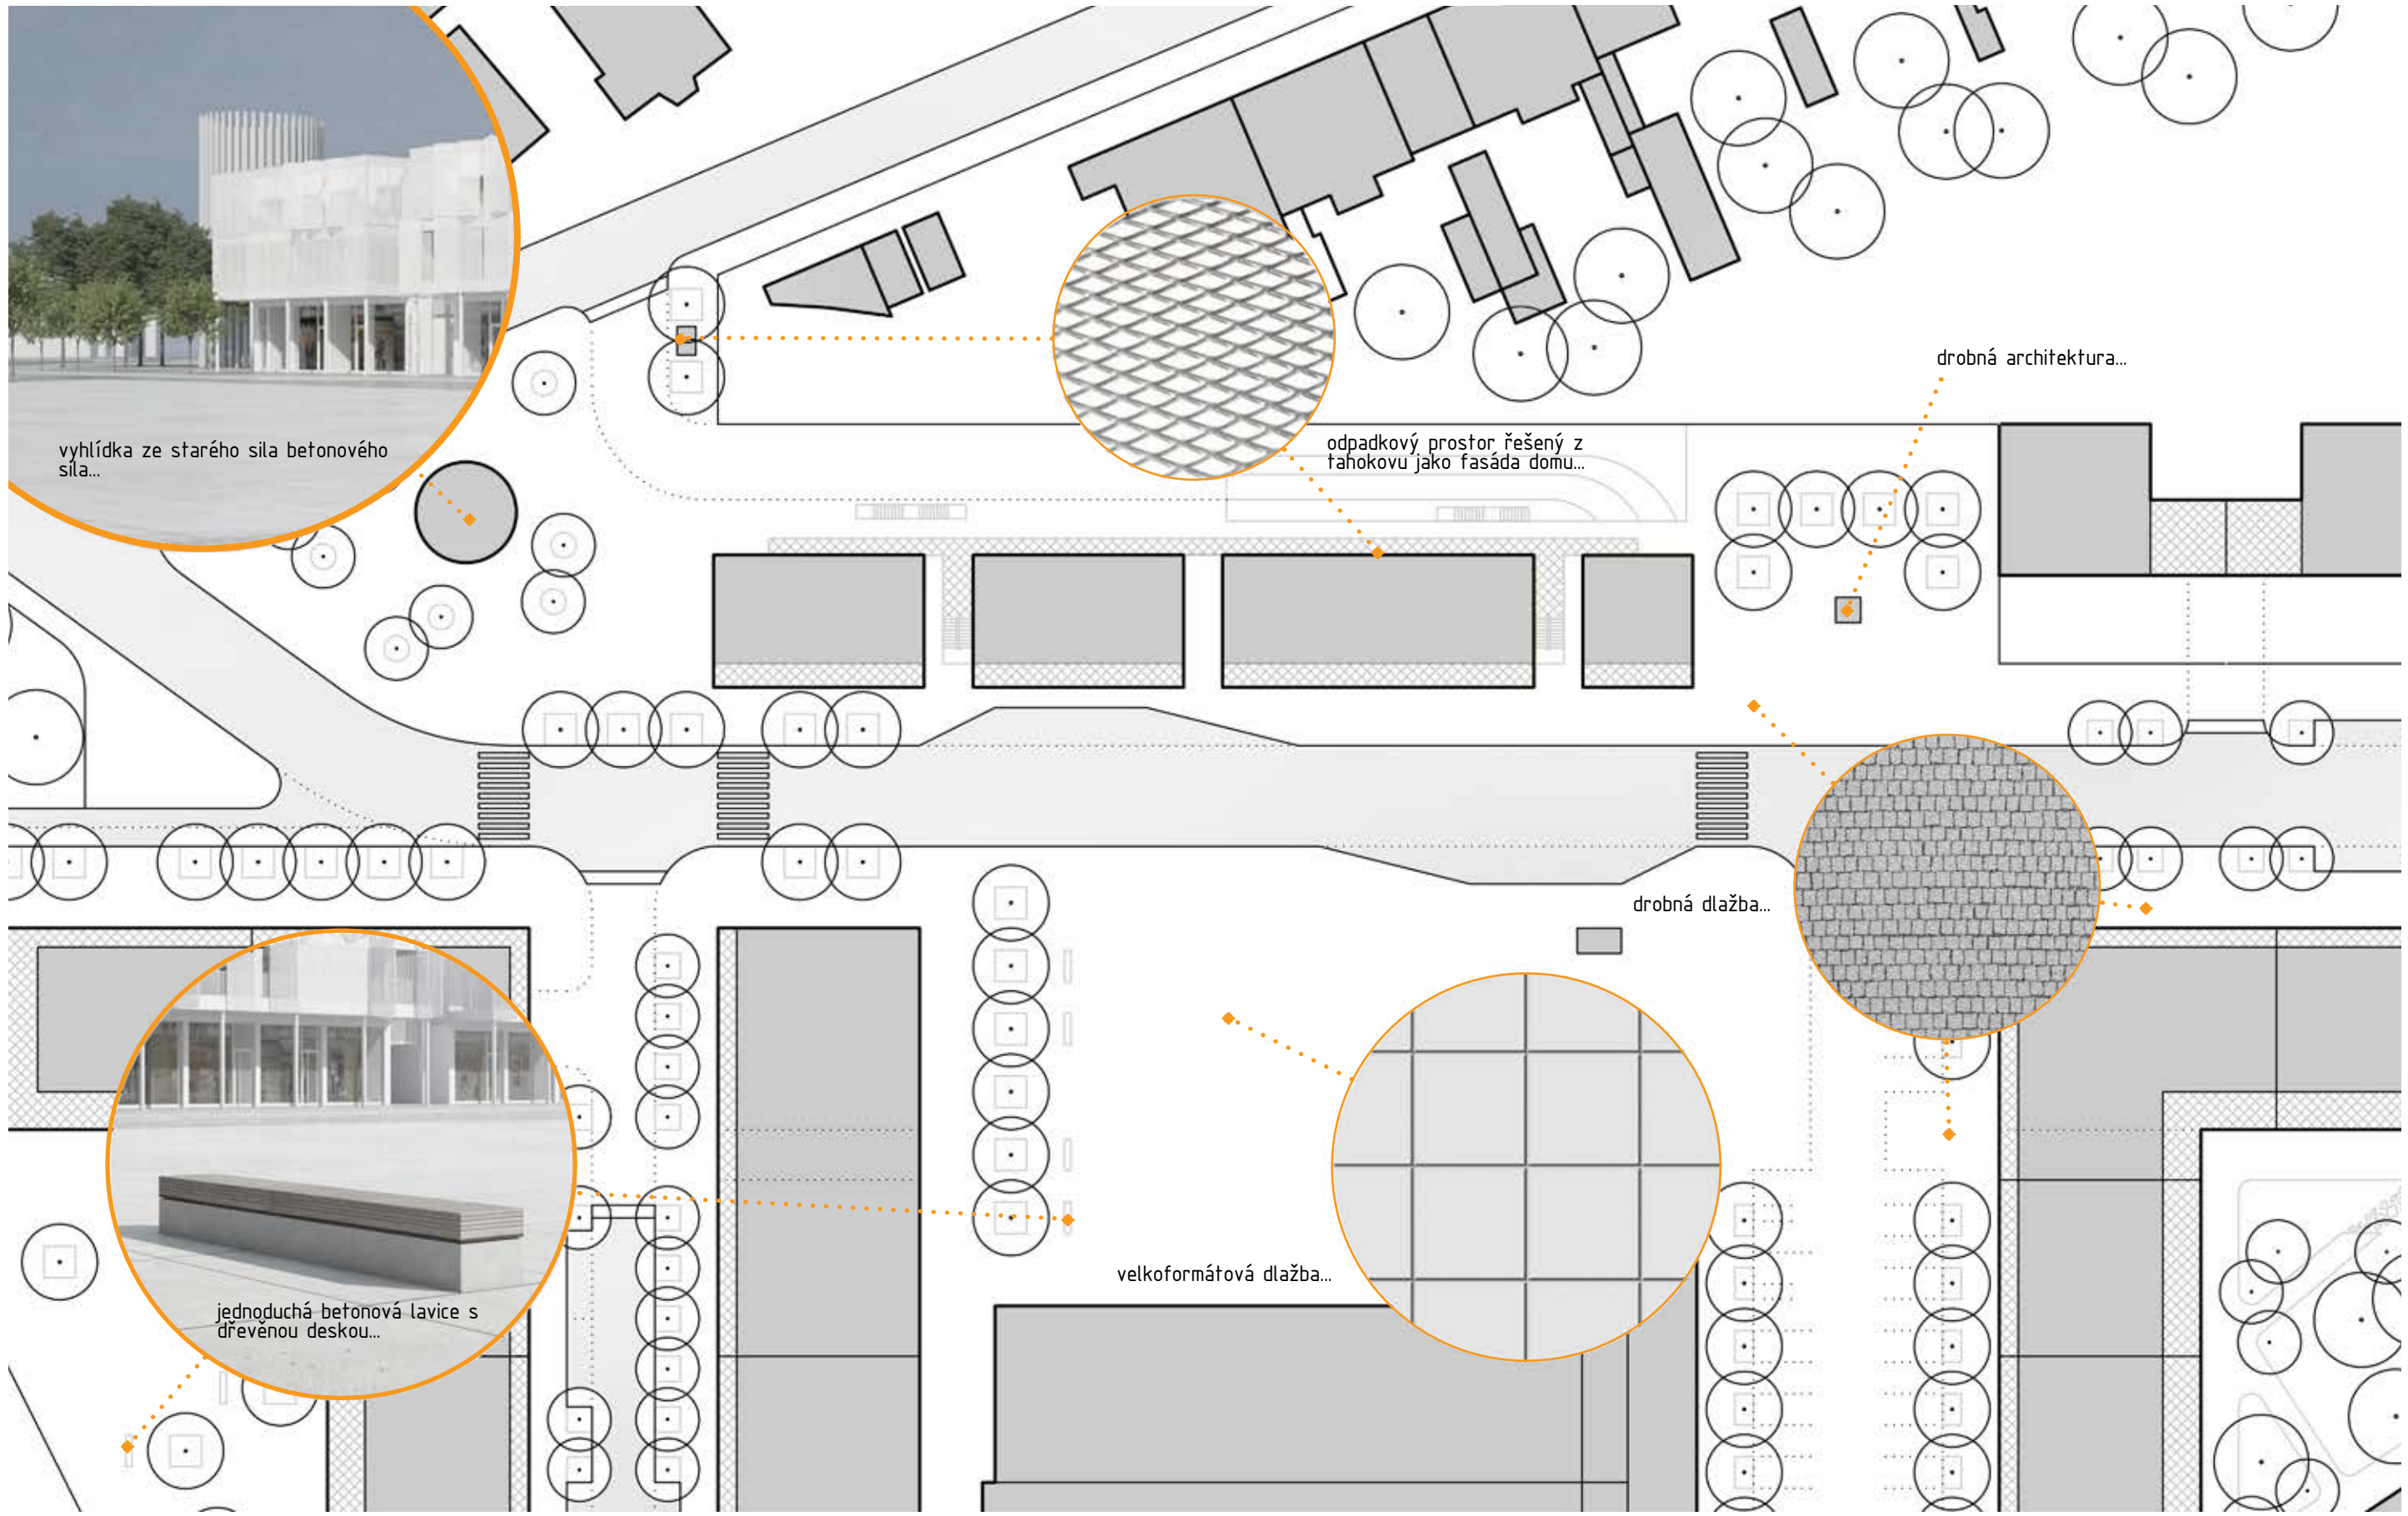 vyhlídka ze starého sila betonového
sila...
drobná architektura...
odpadkový prostor řešený z
tahokovu jako fasáda domu...
drobná dlažba...
velkoformátová dlažba...
jednoduchá betonová lavice s
dřevěnou deskou...